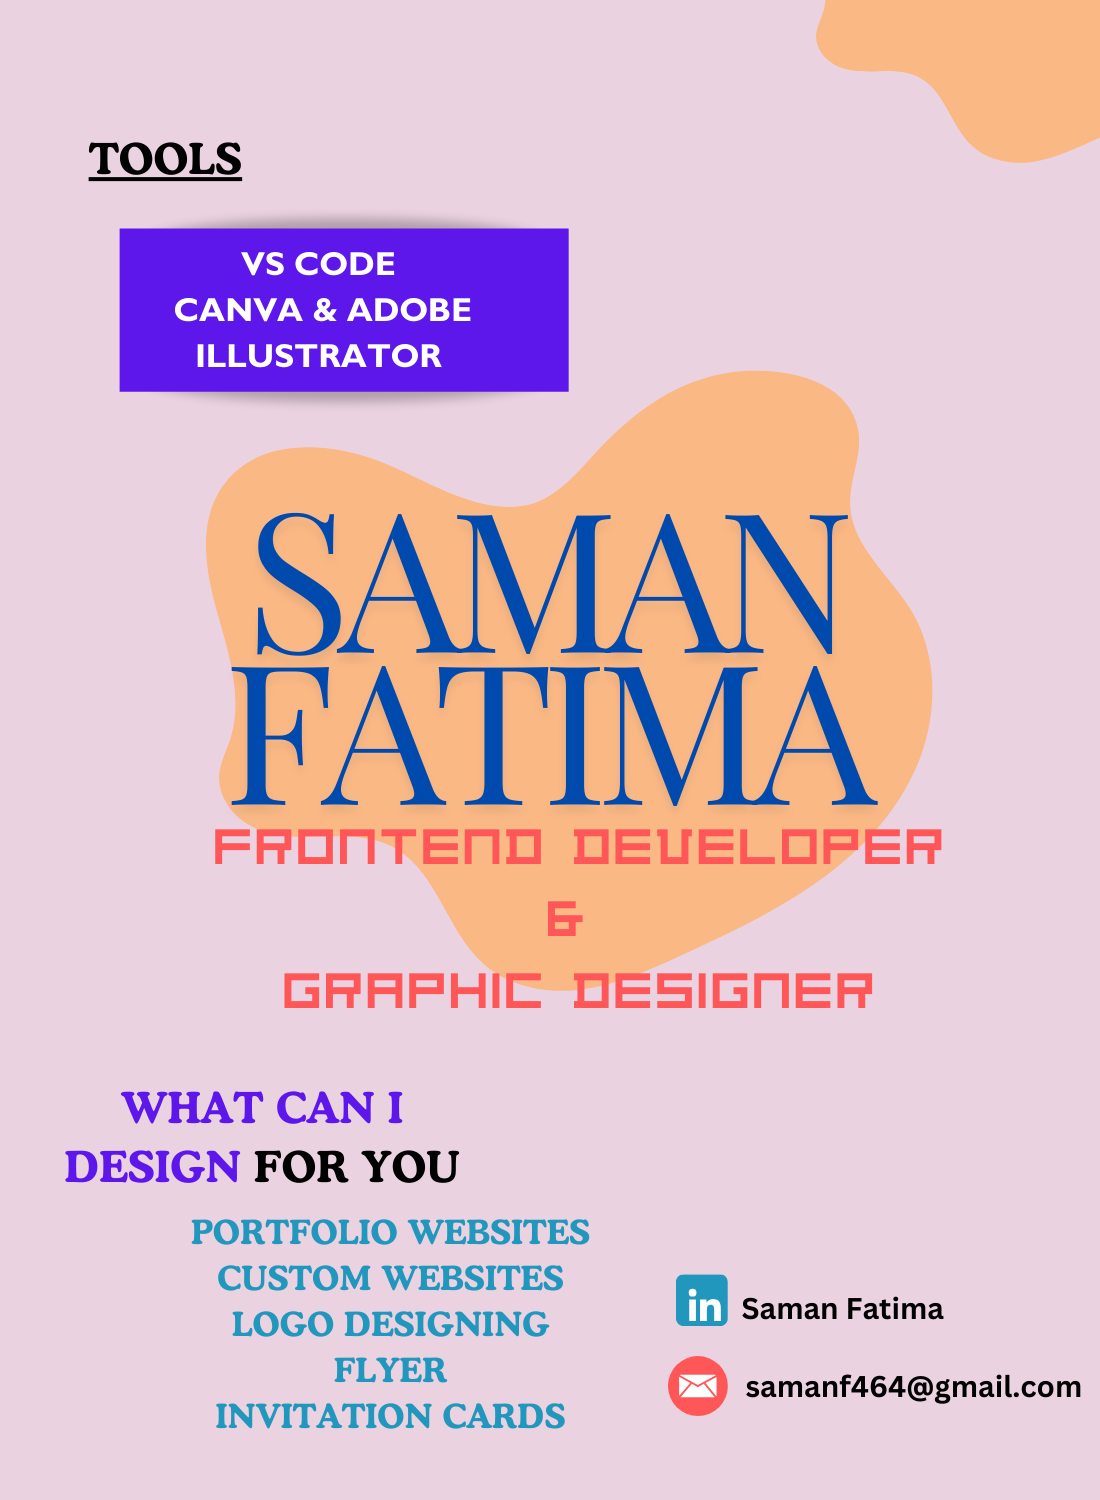 TOOLS
VS CODE
CANVA & ADOBE
ILLUSTRATOR
SAMAN
FATIMA
FRONTEND DEVELOPER
&
GRAPHIC DESIGNER
WHAT CAN I
DESIGN FOR YOU
PORTFOLIO WEBSITES
CUSTOM WEBSITES
LOGO DESIGNING
FLYER
INVITATION CARDS
in Saman Fatima
samanf464@gmail.com